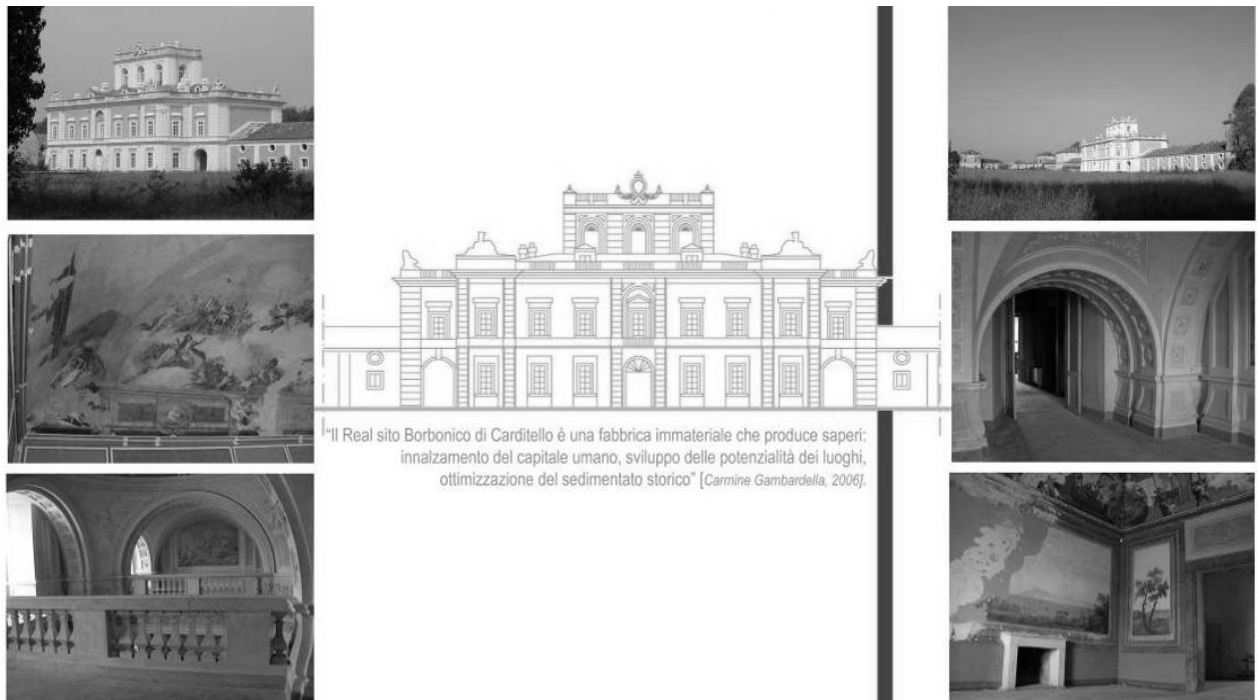 “Il Real sito Borbonico di Carditello è una fabbrica immateriale che produce saperi:
innalzamento del capitale umano, sviluppo delle potenzialità dei luoghi,
ottimizzazione del sedimentato storico” [Carmine Gambardella, 2006].